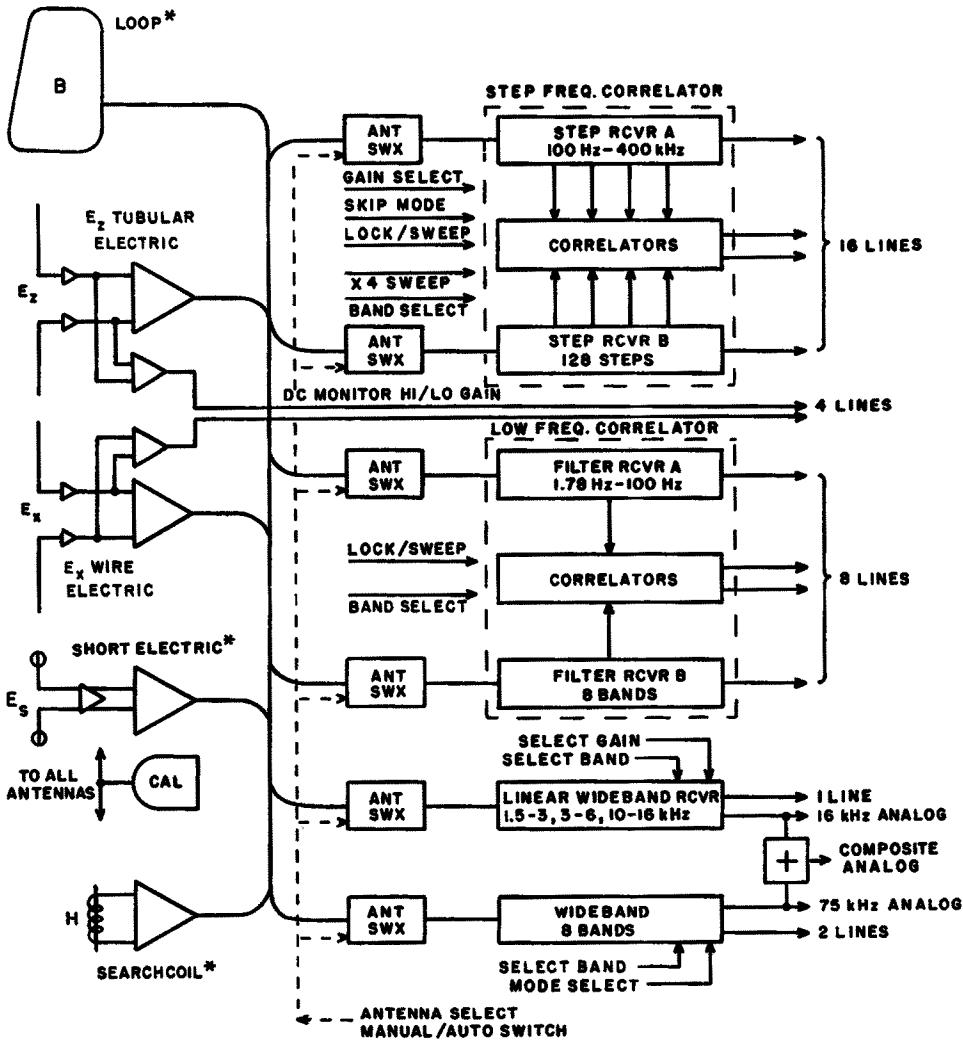 LOOP*
B
STEP FREQ. CORRELATOR
ANT
SWX
STEP RCVR A
100 Hz-400 kHz
GAIN SELECT
SKIP MODE
LOCK/SWEEP
CORRELATORS
16 LINES
X 4 SWEEP
BAND SELECT
E_z TUBULAR
ELECTRIC
E_z
ANT
SWX
STEP RCVR B
128 STEPS
DC MONITOR HI/LO GAIN
4 LINES
LOW FREQ. CORRELATOR
ANT
SWX
FILTER RCVR A
1.78 Hz-100 Hz
E_x
E_x WIRE
ELECTRIC
LOCK/SWEEP
CORRELATORS
8 LINES
BAND SELECT
SHORT ELECTRIC*
E_S
ANT
SWX
FILTER RCVR B
8 BANDS
TO ALL
ANTENNAS
CAL
SELECT GAIN
SELECT BAND
ANT
SWX
LINEAR WIDEBAND RCVR
1.5-3, 3-6, 10-16 kHz
1 LINE
16 kHz ANALOG
+
COMPOSITE
ANALOG
H
SEARCHCOIL*
ANT
SWX
WIDEBAND
8 BANDS
75 kHz ANALOG
2 LINES
SELECT BAND
MODE SELECT
ANTENNA SELECT
MANUAL/AUTO SWITCH